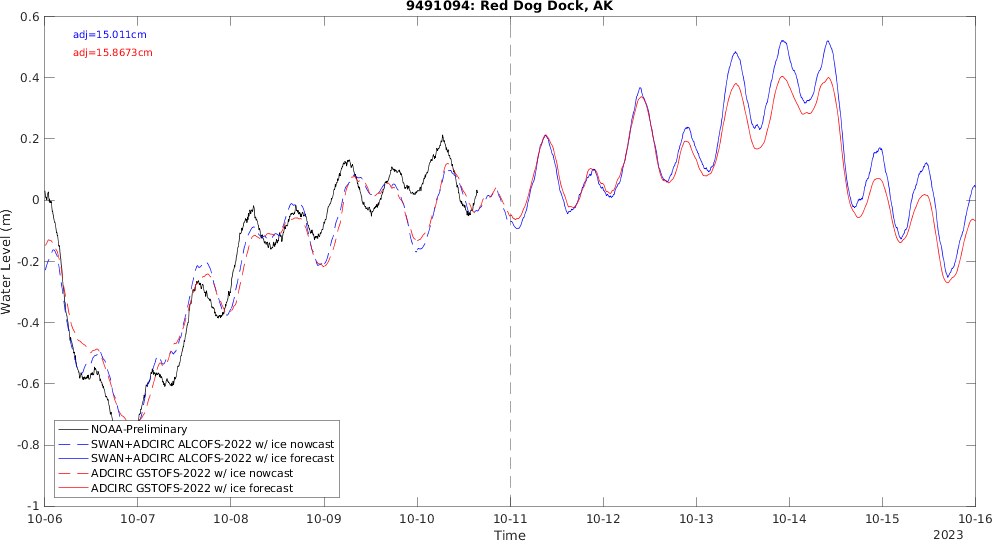 9491094: Red Dog Dock, AK
adj=15.011cm
adj=15.8673cm
Water Level (m)
0.6
0.4
0.2
0
-0.2
-0.4
-0.6
-0.8
-1
NOAA-Preliminary
SWAN+ADCIRC ALCOFS-2022 w/ ice nowcast
SWAN+ADCIRC ALCOFS-2022 w/ ice forecast
ADCIRC GSTOFS-2022 w/ ice nowcast
ADCIRC GSTOFS-2022 w/ ice forecast
10-06 10-07 10-08 10-09 10-10 10-11 10-12 10-13 10-14 10-15 10-16
Time
2023